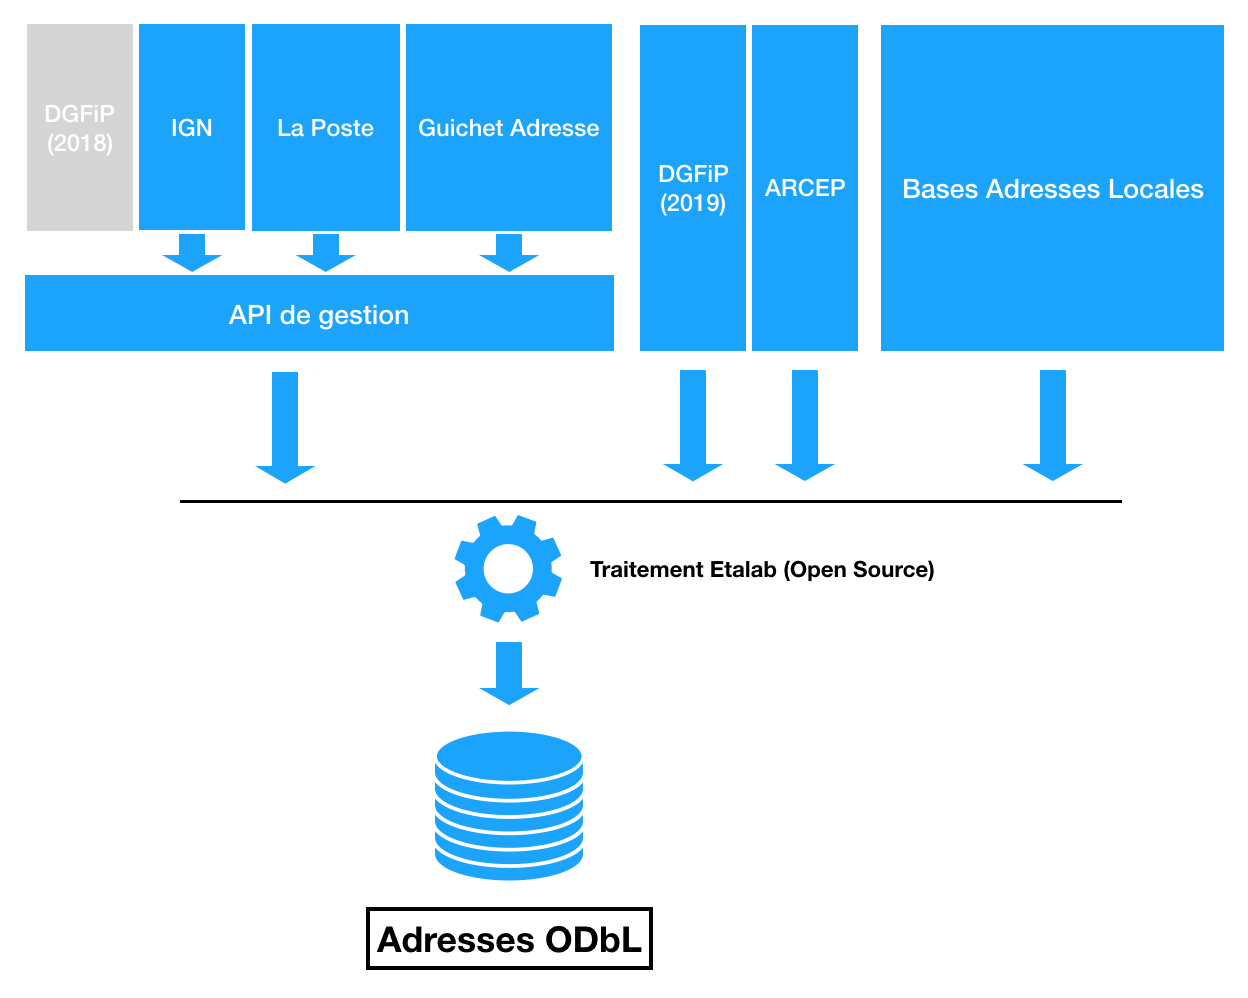 DGFiP
(2018)
IGN
La Poste
Guichet Adresse
DGFiP
(2019)
ARCEP
Bases Adresses Locales
API de gestion
Traitement Etalab (Open Source)
Adresses ODbL